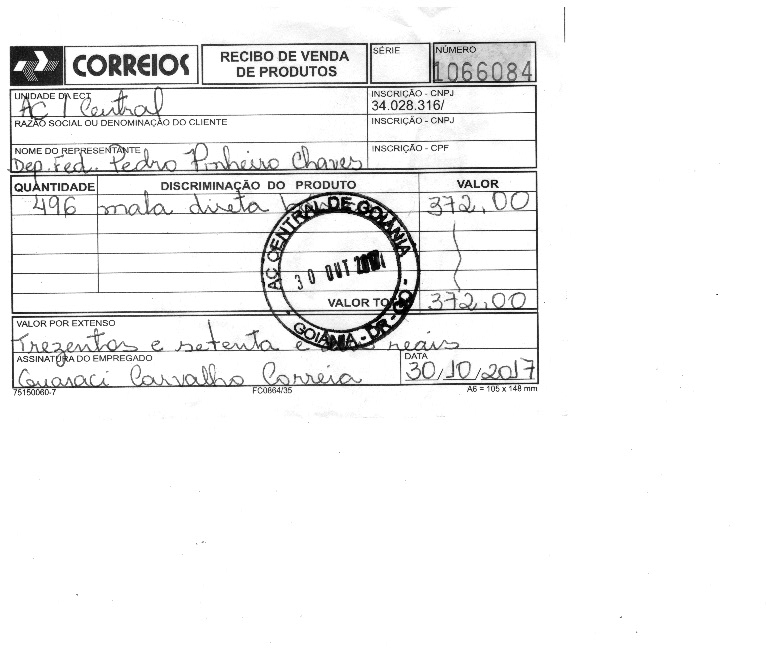 CORREIOS
RECIBO DE VENDA
DE PRODUTOS
SÉRIE
NÚMERO
1066084
UNIDADE DA ECT
AC / Central
INSCRIÇÃO - CNPJ
34.028.316/
RAZÃO SOCIAL OU DENOMINAÇÃO DO CLIENTE
INSCRIÇÃO - CNPJ
NOME DO REPRESENTANTE
Dep. Fed. Pedro Pinheiro Chaves
INSCRIÇÃO - CPF
QUANTIDADE DISCRIMINAÇÃO DO PRODUTO VALOR
496 mala direta 372,00
AC CENTRAL DE GOIÂNIA
30 OUT 2017
GOIÂNIA - DR - GO -
VALOR TOTAL 372,00
VALOR POR EXTENSO
Trezentos e setenta e reais
ASSINATURA DO EMPREGADO
Guaraci Carvalho Correia
DATA
30/10/2017
75150060-7 FC0864/35 A6 = 105 x 148 mm